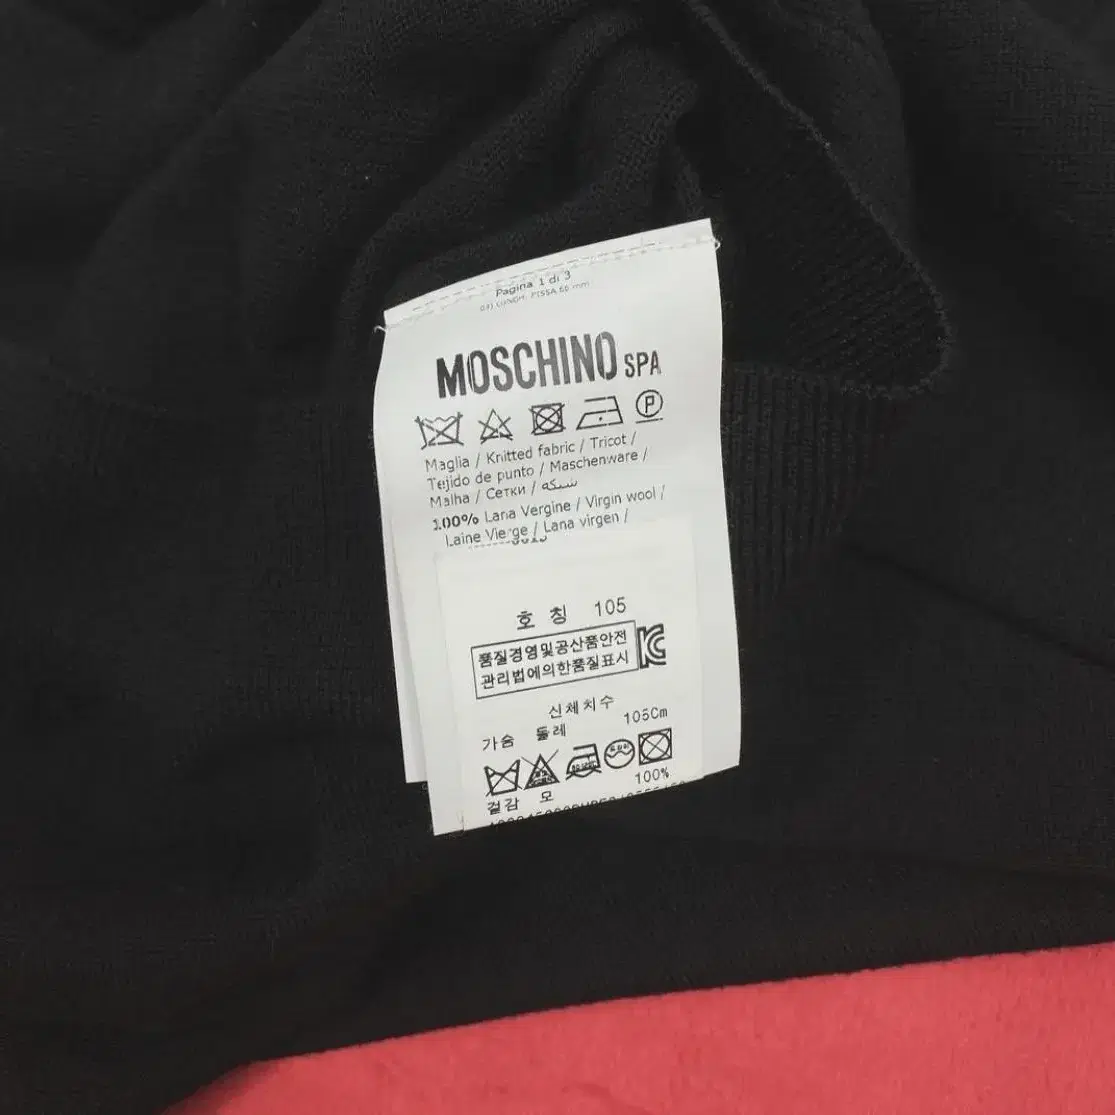 Pagina 1 di 3
MOSCHINO SPA
P
Maglia / Knitted fabric / Tricot /
Tejido de punto / Maschenware /
Malha / Сетки / شبكه
100% Lana Vergine / Virgin wool /
Laine Vierge / Lana virgen /
호 칭 105
품질경영및공산품안전
관리법에의한품질표시
신체치수
가슴 둘레 105Cm
100%
겉감 모